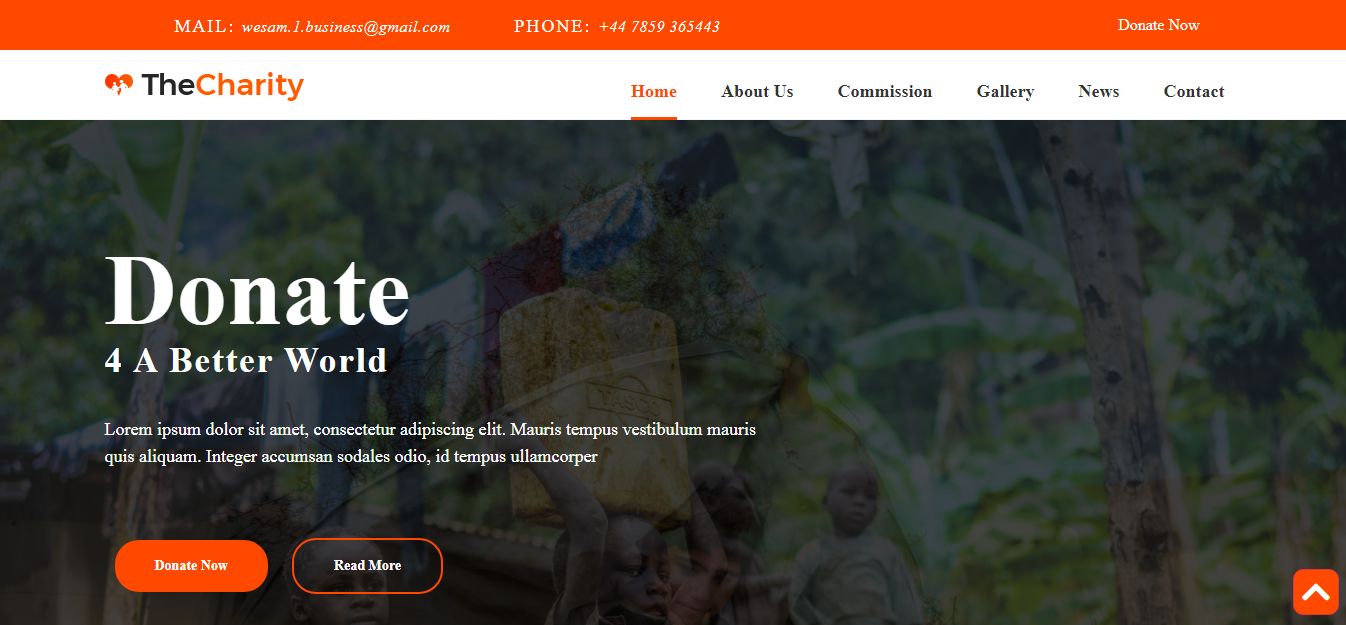 MAIL: wesam.1.business@gmail.com PHONE: +44 7859 365443 Donate Now
TheCharity Home About Us Commission Gallery News Contact
Donate
4 A Better World
Lorem ipsum dolor sit amet, consectetur adipiscing elit. Mauris tempus vestibulum mauris
quis aliquam. Integer accumsan sodales odio, id tempus ullamcorper
Donate Now Read More